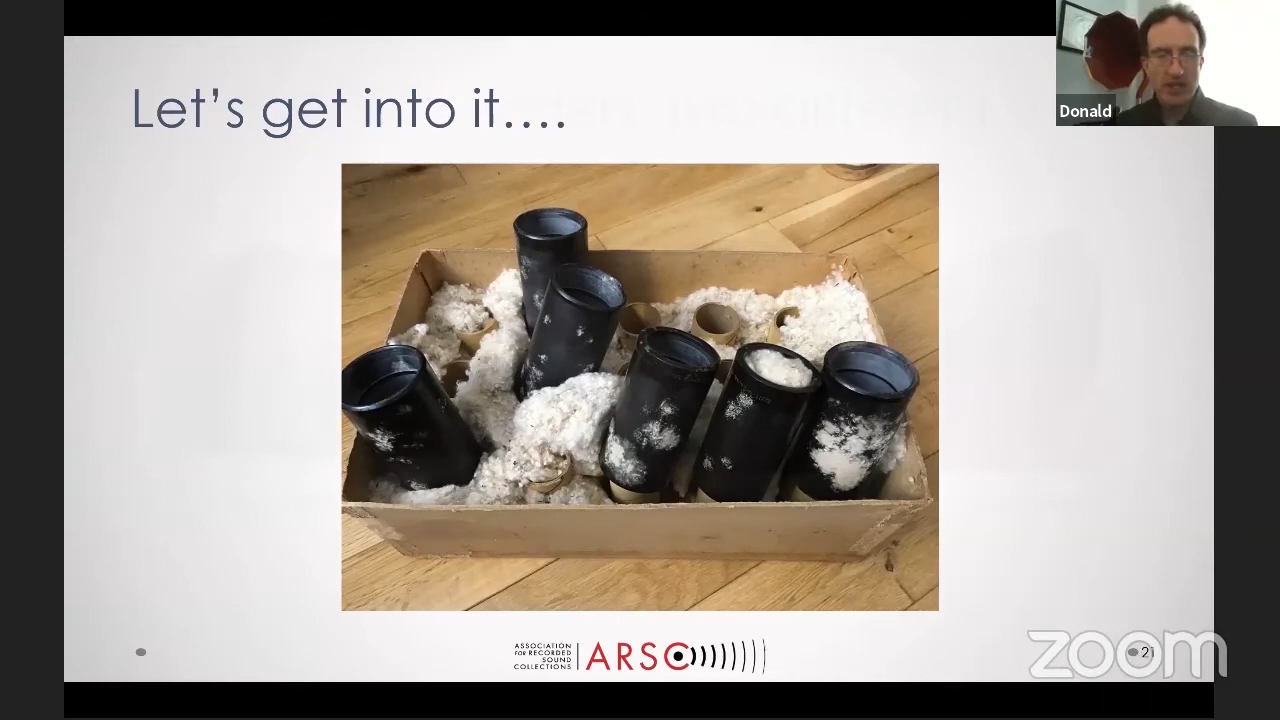 Let's get into it....
Donald
ASSOCIATION
FOR RECORDED
SOUND
COLLECTIONS
ARSC
21
zoom